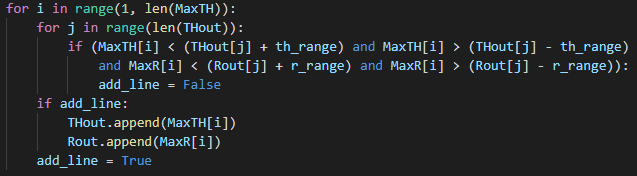 for i in range(1, len(MaxTH)):
    for j in range(len(THout)):
        if (MaxTH[i] < (THout[j] + th_range) and MaxTH[i] > (THout[j] - th_range)
            and MaxR[i] < (Rout[j] + r_range) and MaxR[i] > (Rout[j] - r_range)):
            add_line = False
    if add_line:
        THout.append(MaxTH[i])
        Rout.append(MaxR[i])
    add_line = True